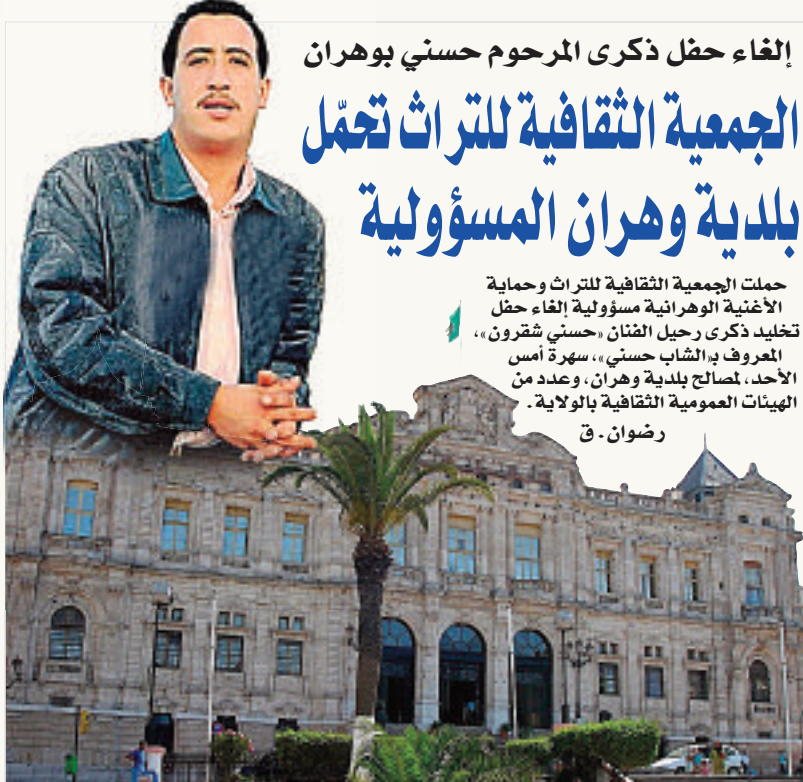 إلغاء حفل ذكرى المرحوم حسني بوهران
الجمعية الثقافية للتراث تحمّل
بلدية وهران المسؤولية
حملت الجمعية الثقافية للتراث وحماية
الأغنية الوهرانية مسؤولية إلغاء حفل
تخليد ذكرى رحيل الفنان «حسني شقرون»،
المعروف بـ«الشاب حسني»، سهرة أمس
الأحد، لمصالح بلدية وهران، وعدد من
الهيئات العمومية الثقافية بالولاية.
رضوان. ق